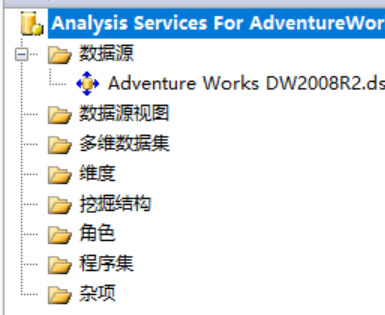 Analysis Services For AdventureWor
数据源
Adventure Works DW2008R2.ds
数据源视图
多维数据集
维度
挖掘结构
角色
程序集
杂项